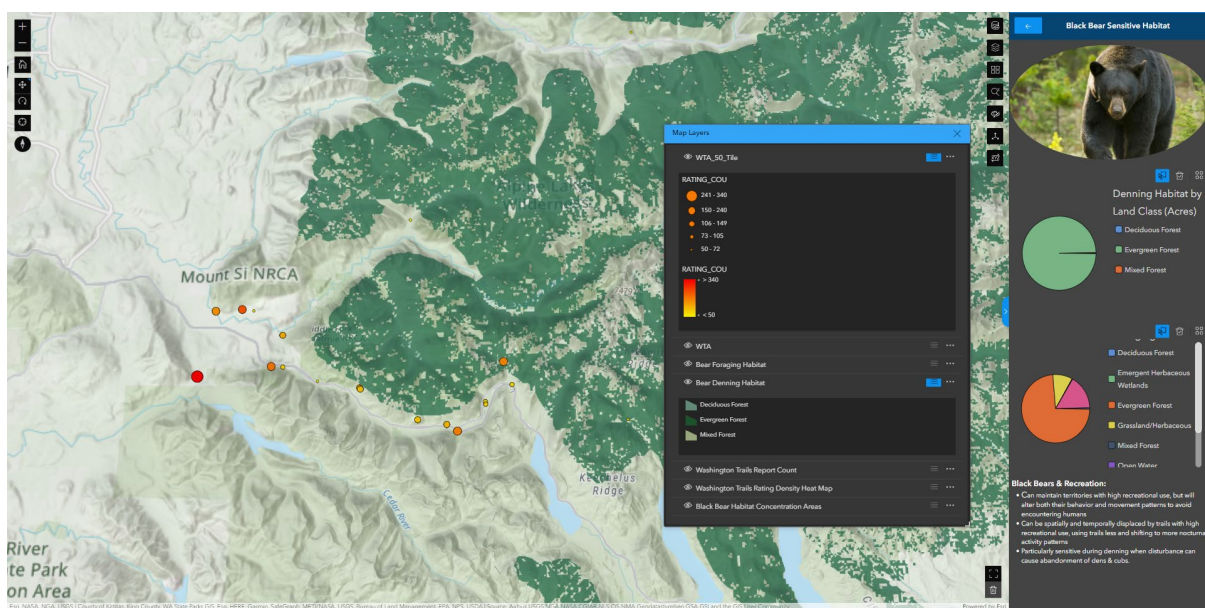 Black Bear Sensitive Habitat
Map Layers
WTA_50_Tile
RATING_COU
241 - 340
150 - 240
106 - 149
73 - 105
50 - 72
RATING_COU
> 340
< 50
WTA
Bear Foraging Habitat
Bear Denning Habitat
Deciduous Forest
Evergreen Forest
Mixed Forest
Washington Trails Report Count
Washington Trails Rating Density Heat Map
Black Bear Habitat Concentration Areas
Mount Si NRCA
Cedar River
Ridge
River
te Park
on Area
Powered by Esri
Denning Habitat by
Land Class (Acres)
Deciduous Forest
Evergreen Forest
Mixed Forest
Deciduous Forest
Emergent Herbaceous
Wetlands
Evergreen Forest
Grassland/Herbaceous
Mixed Forest
Open Water
Black Bears & Recreation:
• Can maintain territories with high recreational use, but will
alter both their behavior and movement patterns to avoid
encountering humans
• Can be spatially and temporally displaced by trails with high
recreational use, using trails less and shifting to more nocturna
activity patterns
• Particularly sensitive during denning when disturbance can
cause abandonment of dens & cubs.